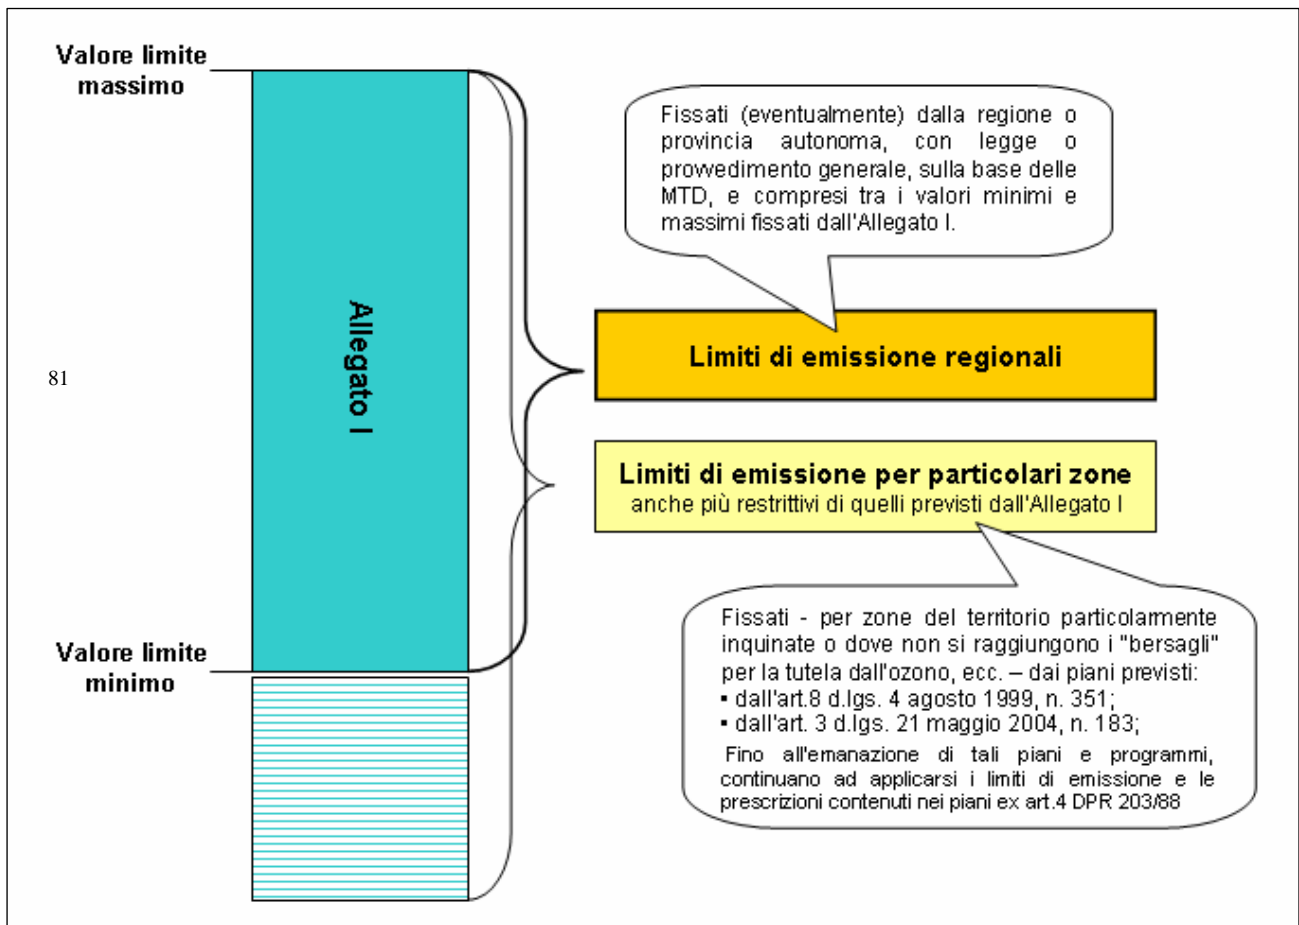 Valore limite
massimo
Fissati (eventualmente) dalla regione o
provincia autonoma, con legge o
provvedimento generale, sulla base delle
MTD, e compresi tra i valori minimi e
massimi fissati dall'Allegato I.
Allegato I
Limiti di emissione regionali
81
Limiti di emissione per particolari zone
anche più restrittivi di quelli previsti dall'Allegato I
Valore limite
minimo
Fissati - per zone del territorio particolarmente
inquinate o dove non si raggiungono i "bersagli"
per la tutela dall'ozono, ecc. – dai piani previsti:
▪ dall'art.8 d.lgs. 4 agosto 1999, n. 351;
▪ dall'art. 3 d.lgs. 21 maggio 2004, n. 183;
Fino all'emanazione di tali piani e programmi,
continuano ad applicarsi i limiti di emissione e le
prescrizioni contenuti nei piani ex art.4 DPR 203/88